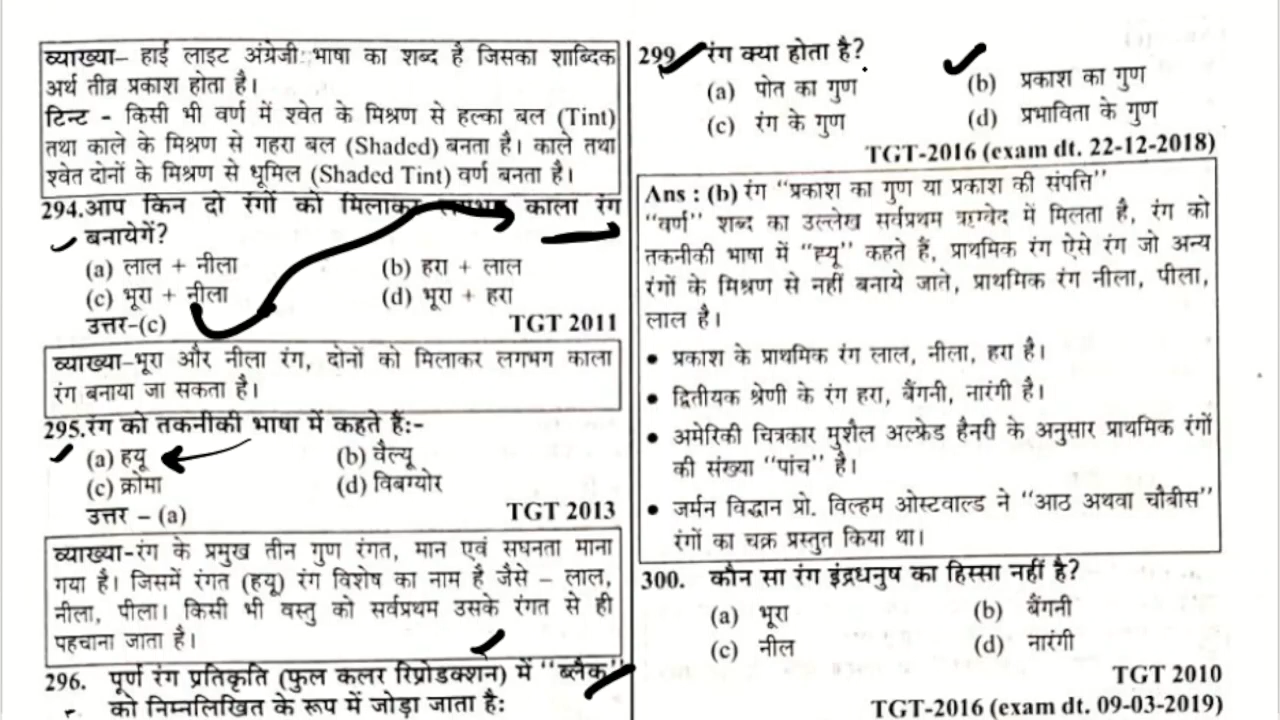 व्याख्या– हाई लाइट अंग्रेजी भाषा का शब्द है जिसका शाब्दिक
अर्थ तीव्र प्रकाश होता है।
टिन्ट - किसी भी वर्ण में श्वेत के मिश्रण से हल्का बल (Tint)
तथा काले के मिश्रण से गहरा बल (Shaded) बनता है। काले तथा
श्वेत दोनों के मिश्रण से धूमिल (Shaded Tint) वर्ण बनता है।
294.आप किन दो रंगों को मिलाकर काला रंग
बनायेगें?
(a) लाल + नीला (b) हरा + लाल
(c) भूरा + नीला (d) भूरा + हरा
उत्तर–(c) TGT 2011
व्याख्या–भूरा और नीला रंग, दोनों को मिलाकर लगभग काला
रंग बनाया जा सकता है।
295.रंग को तकनीकी भाषा में कहते हैं:-
(a) हयू (b) वैल्यू
(c) क्रोमा (d) विबग्योर
उत्तर – (a) TGT 2013
व्याख्या-रंग के प्रमुख तीन गुण रंगत, मान एवं सघनता माना
गया है। जिसमें रंगत (हयू) रंग विशेष का नाम है जैसे – लाल,
नीला, पीला। किसी भी वस्तु को सर्वप्रथम उसके रंगत से ही
पहचाना जाता है।
296. पूर्ण रंग प्रतिकृति (फुल कलर रिप्रोडक्शन) में "ब्लैक"
को निम्नलिखित के रूप में जोड़ा जाता है:
299. रंग क्या होता है?
(a) पोत का गुण (b) प्रकाश का गुण
(c) रंग के गुण (d) प्रभाविता के गुण
TGT-2016 (exam dt. 22-12-2018)
Ans : (b) रंग "प्रकाश का गुण या प्रकाश की संपत्ति"
"वर्ण" शब्द का उल्लेख सर्वप्रथम ऋग्वेद में मिलता है, रंग को
तकनीकी भाषा में "ह्यू" कहते हैं, प्राथमिक रंग ऐसे रंग जो अन्य
रंगों के मिश्रण से नहीं बनाये जाते, प्राथमिक रंग नीला, पीला,
लाल है।
• प्रकाश के प्राथमिक रंग लाल, नीला, हरा है।
• द्वितीयक श्रेणी के रंग हरा, बैंगनी, नारंगी है।
• अमेरिकी चित्रकार मुशैल अल्फ्रेड हैनरी के अनुसार प्राथमिक रंगों
की संख्या "पांच" है।
• जर्मन विद्वान प्रो. विल्हम ओस्टवाल्ड ने "आठ अथवा चौबीस"
रंगों का चक्र प्रस्तुत किया था।
300. कौन सा रंग इंद्रधनुष का हिस्सा नहीं है?
(a) भूरा (b) बैंगनी
(c) नील (d) नारंगी
TGT 2010
TGT-2016 (exam dt. 09-03-2019)